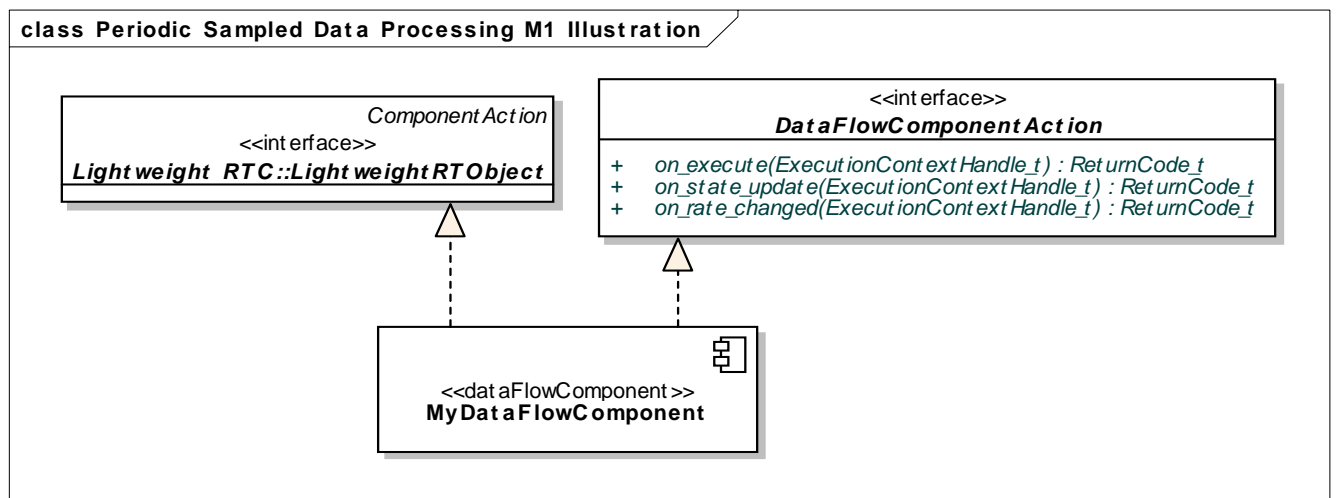 class Periodic Sampled Data Processing M1 Illustration
ComponentAction
<<interface>>
Lightweight RTC::LightweightRTObject
<<interface>>
DataFlowComponentAction
+ on_execute(ExecutionContextHandle_t) : ReturnCode_t
+ on_state_update(ExecutionContextHandle_t) : ReturnCode_t
+ on_rate_changed(ExecutionContextHandle_t) : ReturnCode_t
<<dataFlowComponent>>
MyDataFlowComponent